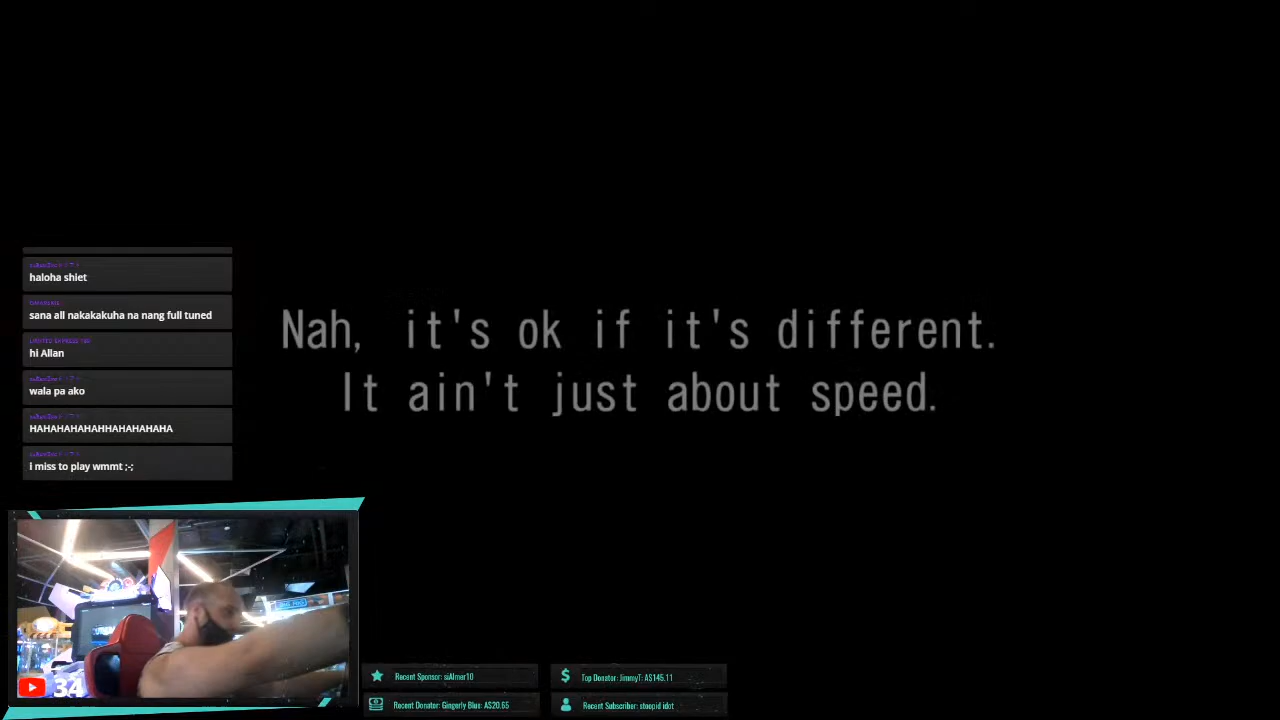 haloha shiet
sana all nakakakuha na nang full tuned
hi Allan
wala pa ako
HAHAHAHAHAHHAHAHAHAHA
i miss to play wmmt ;-;
Nah, it's ok if it's different.
It ain't just about speed.
34
Recent Sponsor: siAlmer10
Top Donator: JimmyT: A$145.11
Recent Donator: Gingerly Blue: A$20.65
Recent Subscriber: stoopid idot